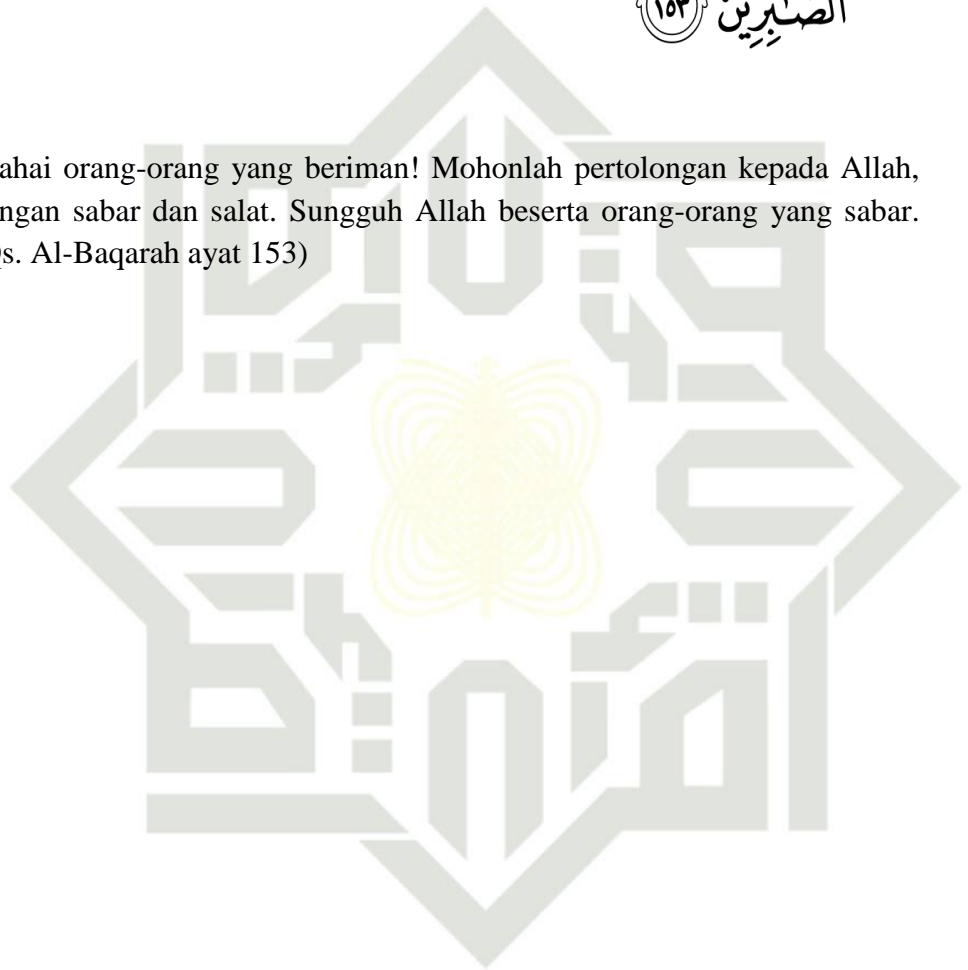 الصَّٰبِرِينَ ﴿١٥٣﴾
ahai orang-orang yang beriman! Mohonlah pertolongan kepada Allah,
ngan sabar dan salat. Sungguh Allah beserta orang-orang yang sabar.
s. Al-Baqarah ayat 153)